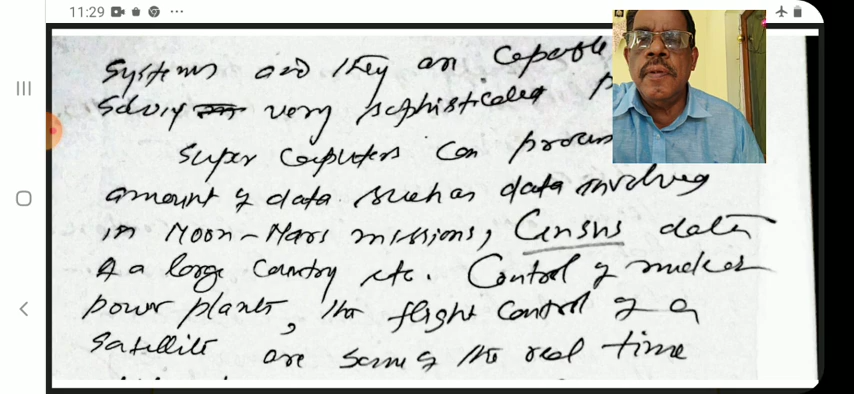 11:29
Systems and they are capable
solving very sophisticated
Super Computers can process
amount of data such as data involved
in Moon-Mars missions, Census data
of a large country etc. Control of nuclear
power plants, the flight control of a
satellite are some of the real time